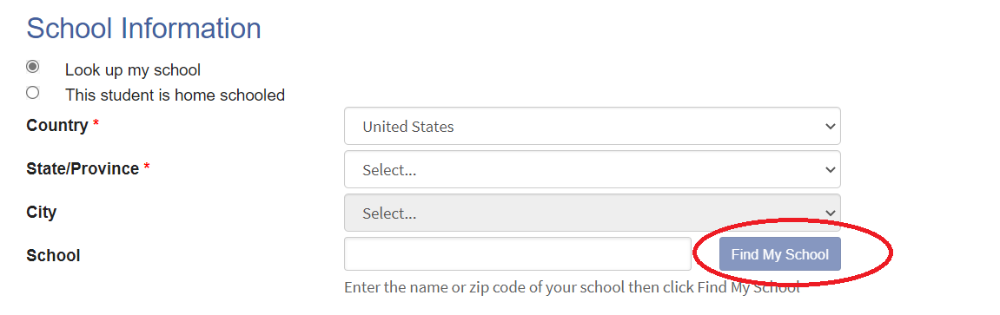 School Information
Look up my school
This student is home schooled
Country * United States
State/Province * Select...
City Select...
School Find My School
Enter the name or zip code of your school then click Find My School